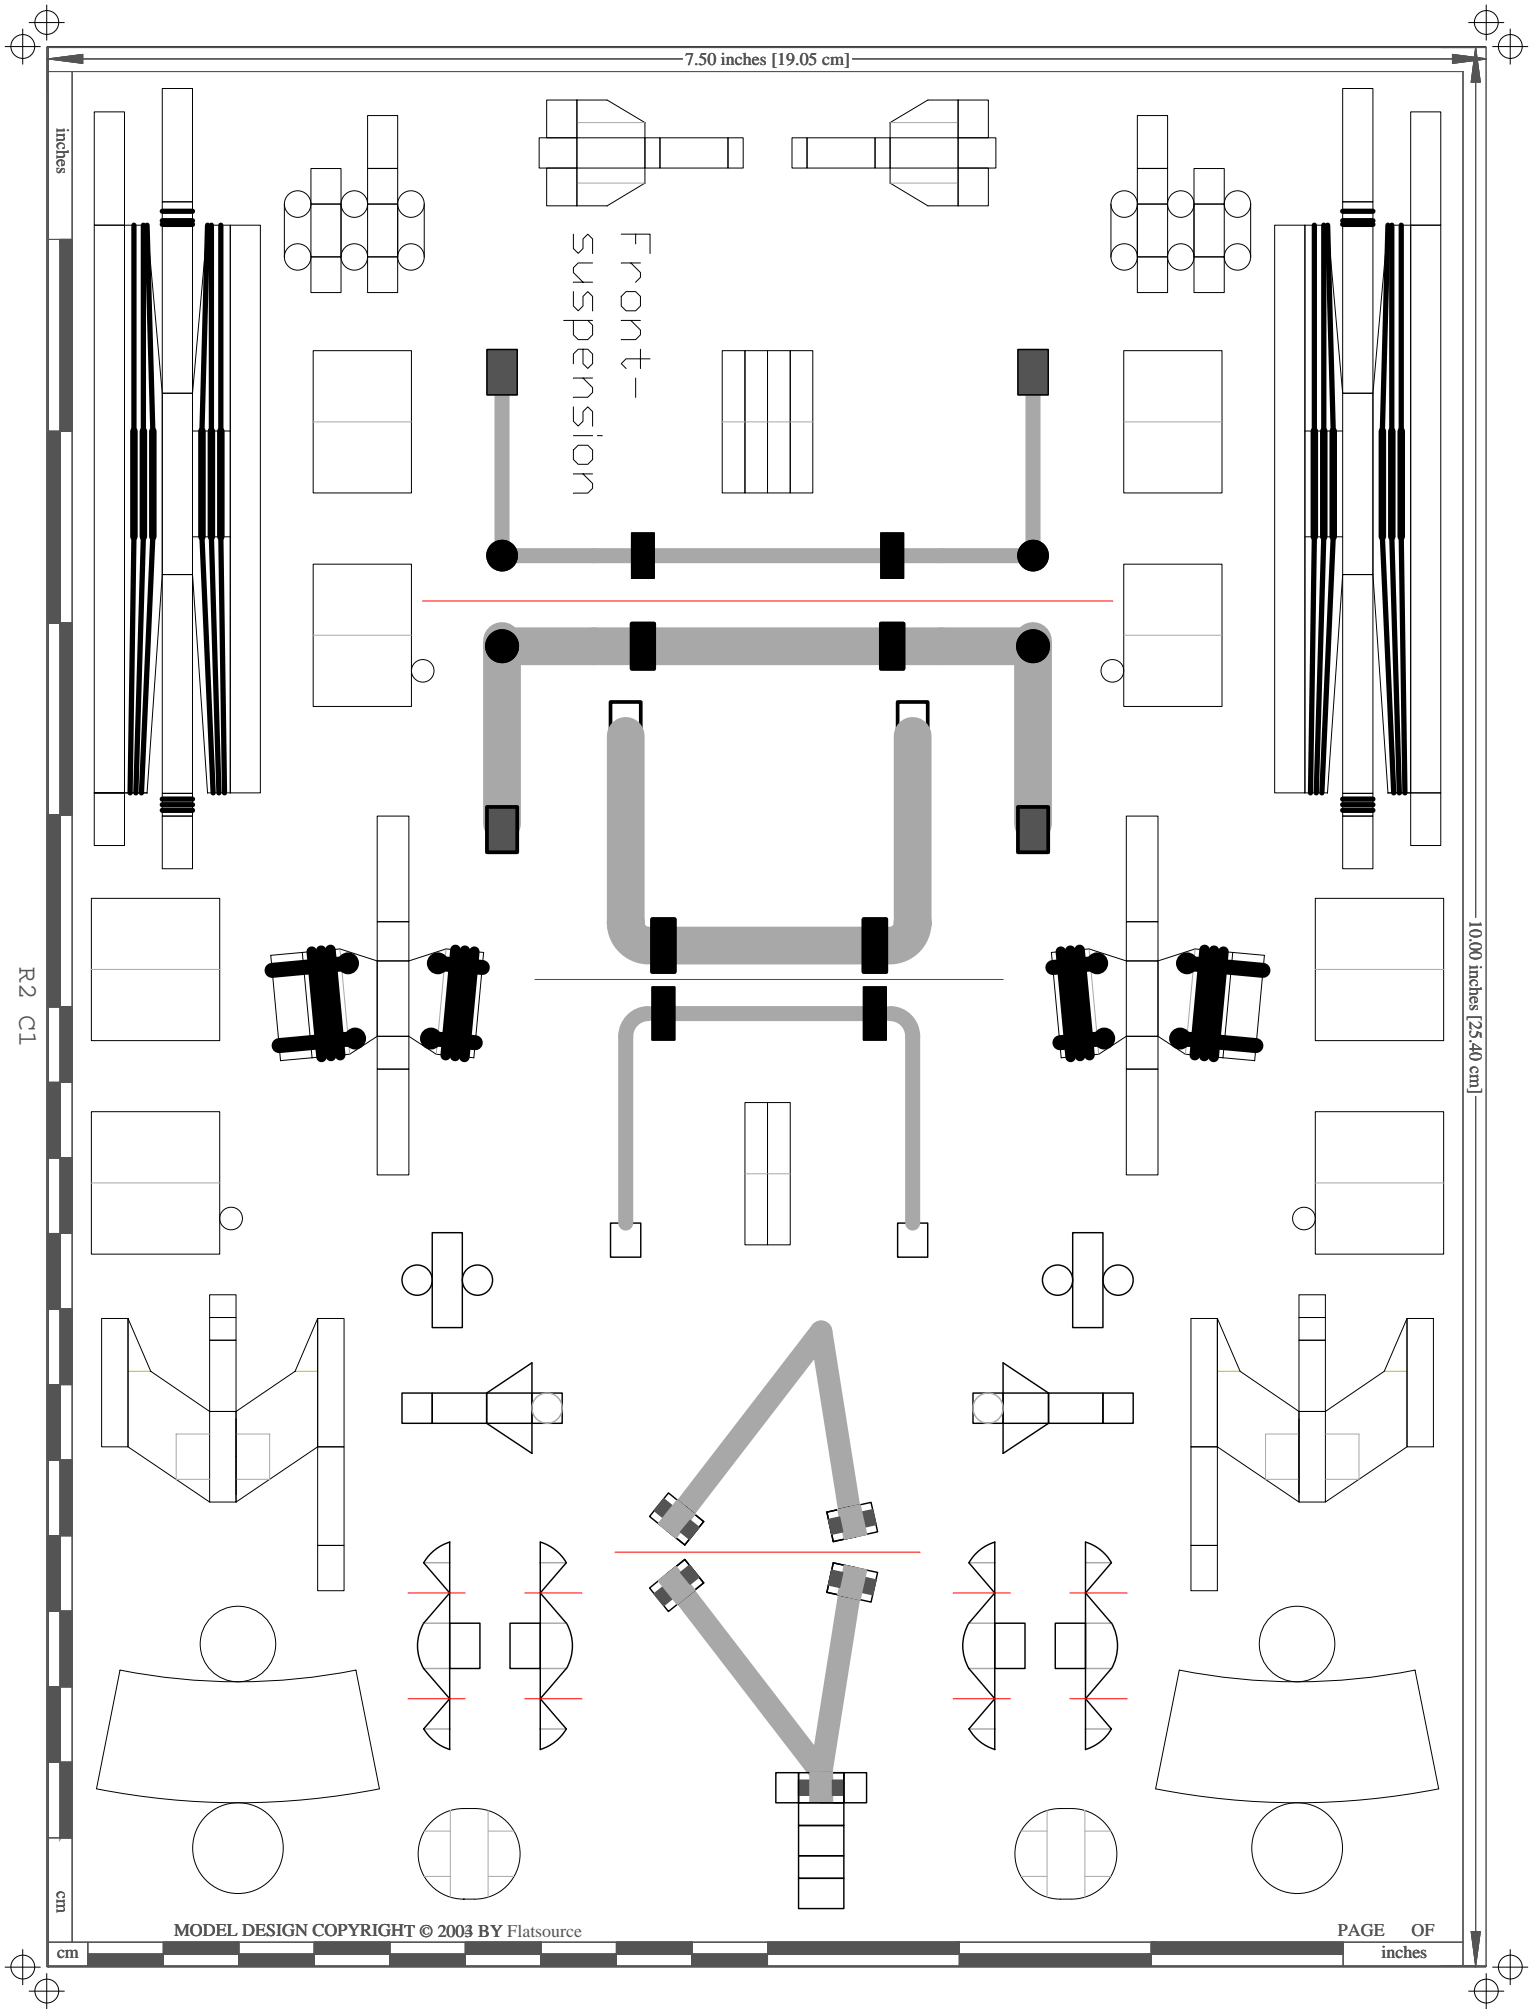 7.50 inches [19.05 cm]
inches
Front-
suspension
R2 C1
10.00 inches [25.40 cm]
cm
MODEL DESIGN COPYRIGHT © 2003 BY Flatsource
PAGE OF
cm
inches